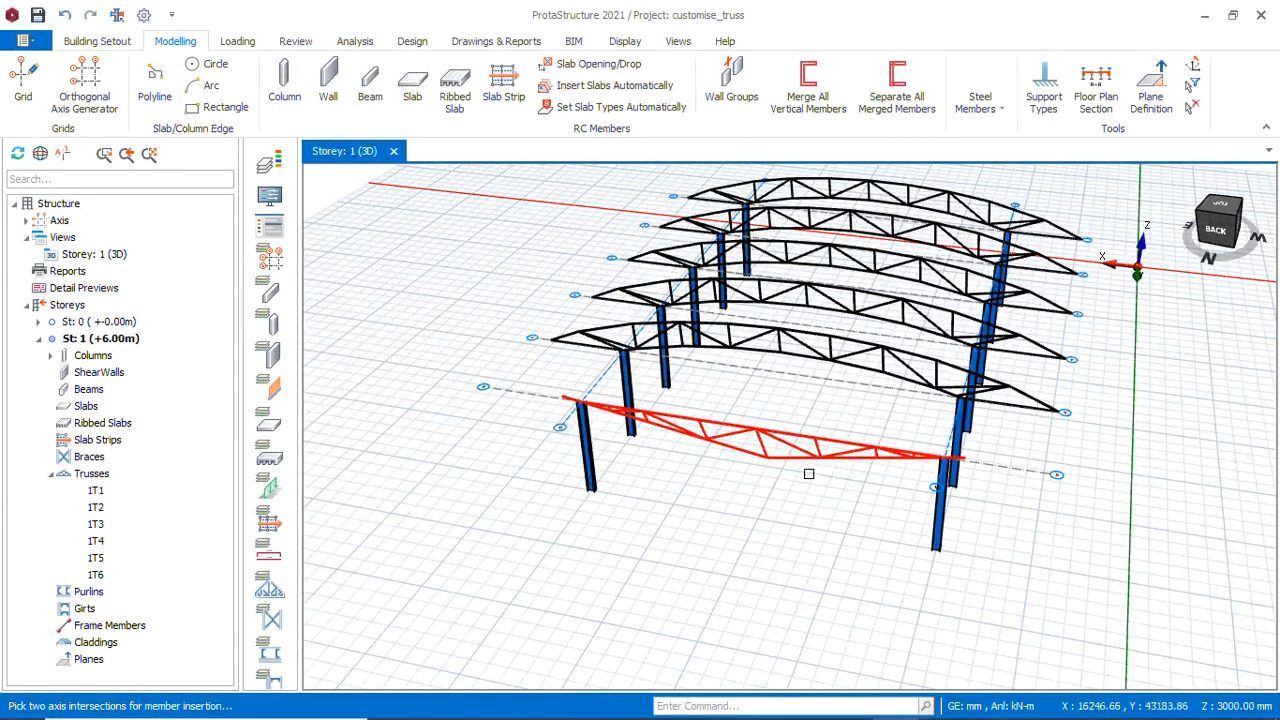 ProtaStructure 2021 / Project: customise_truss
Building Setout
Modelling
Loading
Review
Analysis
Design
Drawings & Reports
BIM
Display
Views
Help
Grid
Orthogonal
Axis Generator
Grids
Polyline
Circle
Arc
Rectangle
Slab/Column Edge
Column
Wall
Beam
Slab
Ribbed
Slab
Slab Strip
Slab Opening/Drop
Insert Slabs Automatically
Set Slab Types Automatically
RC Members
Wall Groups
Merge All
Vertical Members
Separate All
Merged Members
Steel
Members
Support
Types
Floor Plan
Section
Plane
Definition
Tools
Search...
Structure
Axis
Views
Storey: 1 (3D)
Reports
Detail Previews
Storeys
St: 0 ( +0.00m)
St: 1 (+6.00m)
Columns
ShearWalls
Beams
Slabs
Ribbed Slabs
Slab Strips
Braces
Trusses
1T1
1T2
1T3
1T4
1T5
1T6
Purlins
Girts
Frame Members
Claddings
Planes
Storey: 1 (3D)
Z
X
BACK
N
Pick two axis intersections for member insertion...
Enter Command...
GE: mm, Anl: kN-m
X : 16246.66 , Y : 43183.86
Z : 3000.00 mm